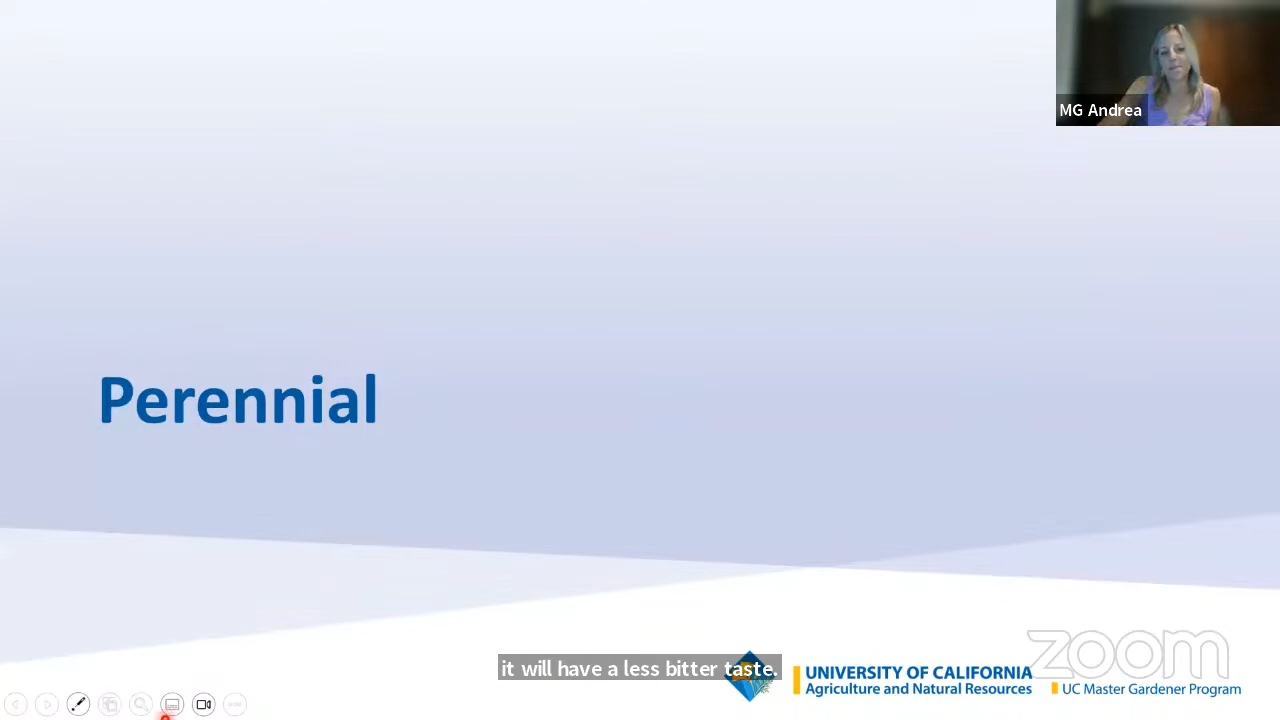 MG Andrea
Perennial
it will have a less bitter taste.
zoom
UNIVERSITY OF CALIFORNIA
Agriculture and Natural Resources
UC Master Gardener Program